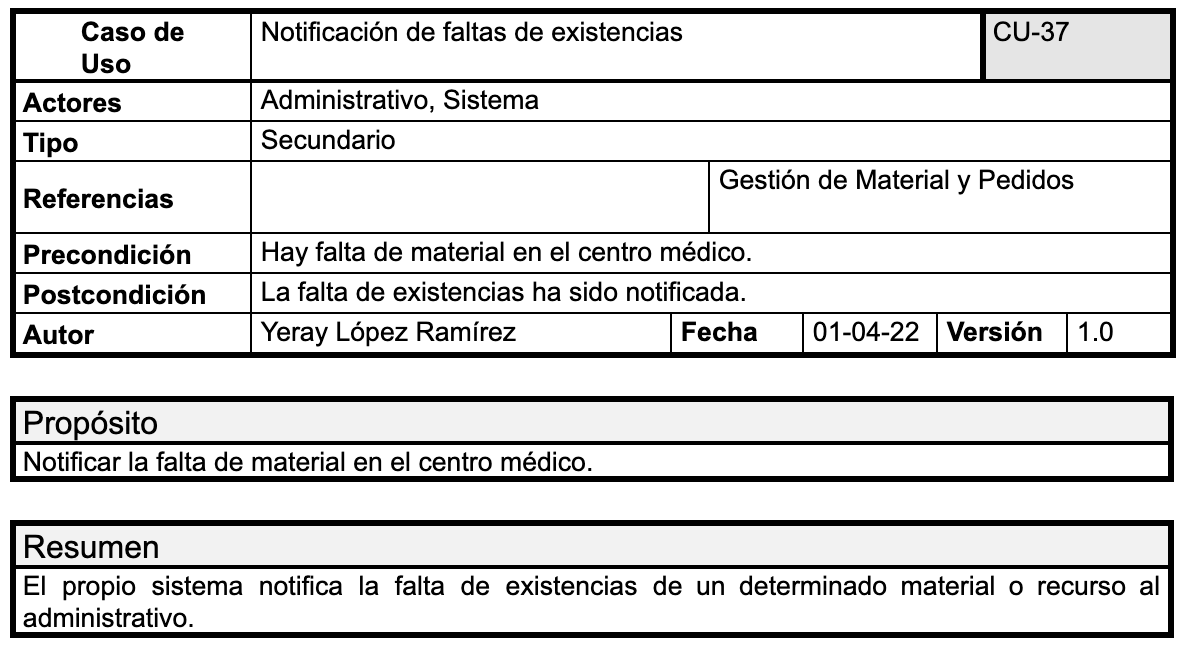 Caso de Uso Notificación de faltas de existencias CU-37
Actores Administrativo, Sistema
Tipo Secundario
Referencias Gestión de Material y Pedidos
Precondición Hay falta de material en el centro médico.
Postcondición La falta de existencias ha sido notificada.
Autor Yeray López Ramírez Fecha 01-04-22 Versión 1.0
Propósito
Notificar la falta de material en el centro médico.
Resumen
El propio sistema notifica la falta de existencias de un determinado material o recurso al
administrativo.